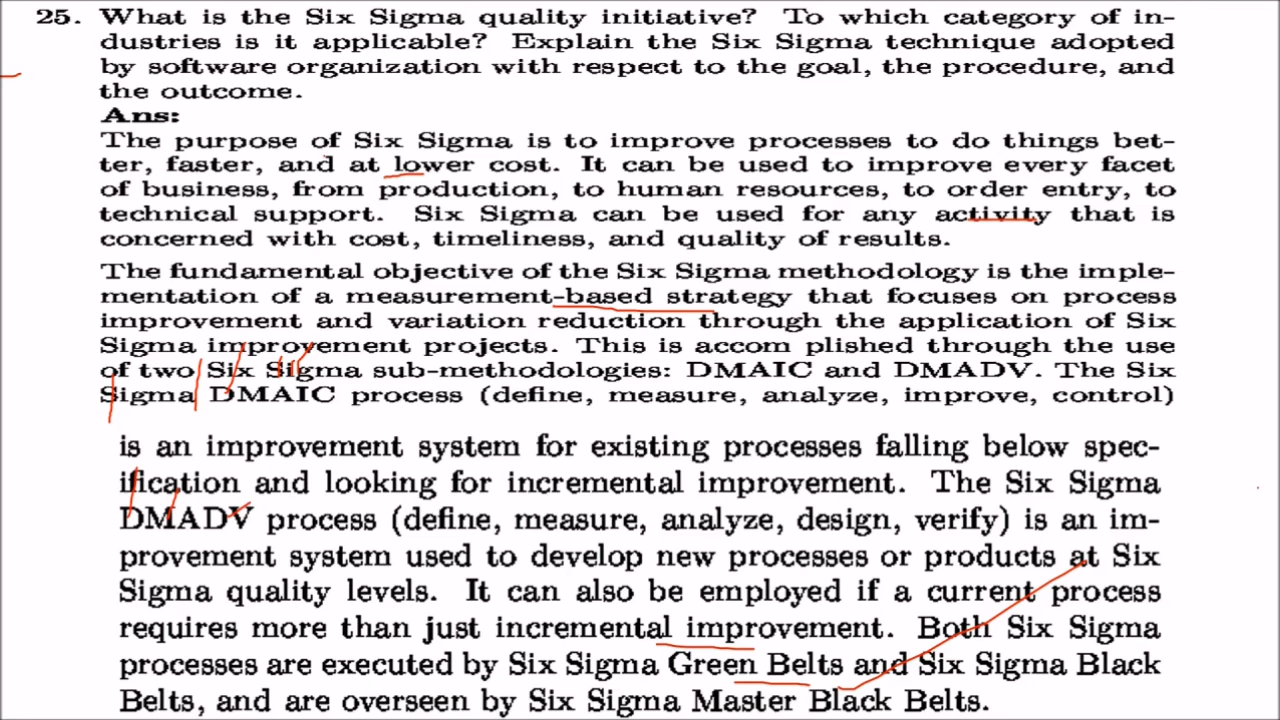 25. What is the Six Sigma quality initiative? To which category of in-
dustries is it applicable? Explain the Six Sigma technique adopted
by software organization with respect to the goal, the procedure, and
the outcome.
Ans:
The purpose of Six Sigma is to improve processes to do things bet-
ter, faster, and at lower cost. It can be used to improve every facet
of business, from production, to human resources, to order entry, to
technical support. Six Sigma can be used for any activity that is
concerned with cost, timeliness, and quality of results.
The fundamental objective of the Six Sigma methodology is the imple-
mentation of a measurement-based strategy that focuses on process
improvement and variation reduction through the application of Six
Sigma improvement projects. This is accom plished through the use
of two Six Sigma sub-methodologies: DMAIC and DMADV. The Six
Sigma DMAIC process (define, measure, analyze, improve, control)
is an improvement system for existing processes falling below spec-
ification and looking for incremental improvement. The Six Sigma
DMADV process (define, measure, analyze, design, verify) is an im-
provement system used to develop new processes or products at Six
Sigma quality levels. It can also be employed if a current process
requires more than just incremental improvement. Both Six Sigma
processes are executed by Six Sigma Green Belts and Six Sigma Black
Belts, and are overseen by Six Sigma Master Black Belts.